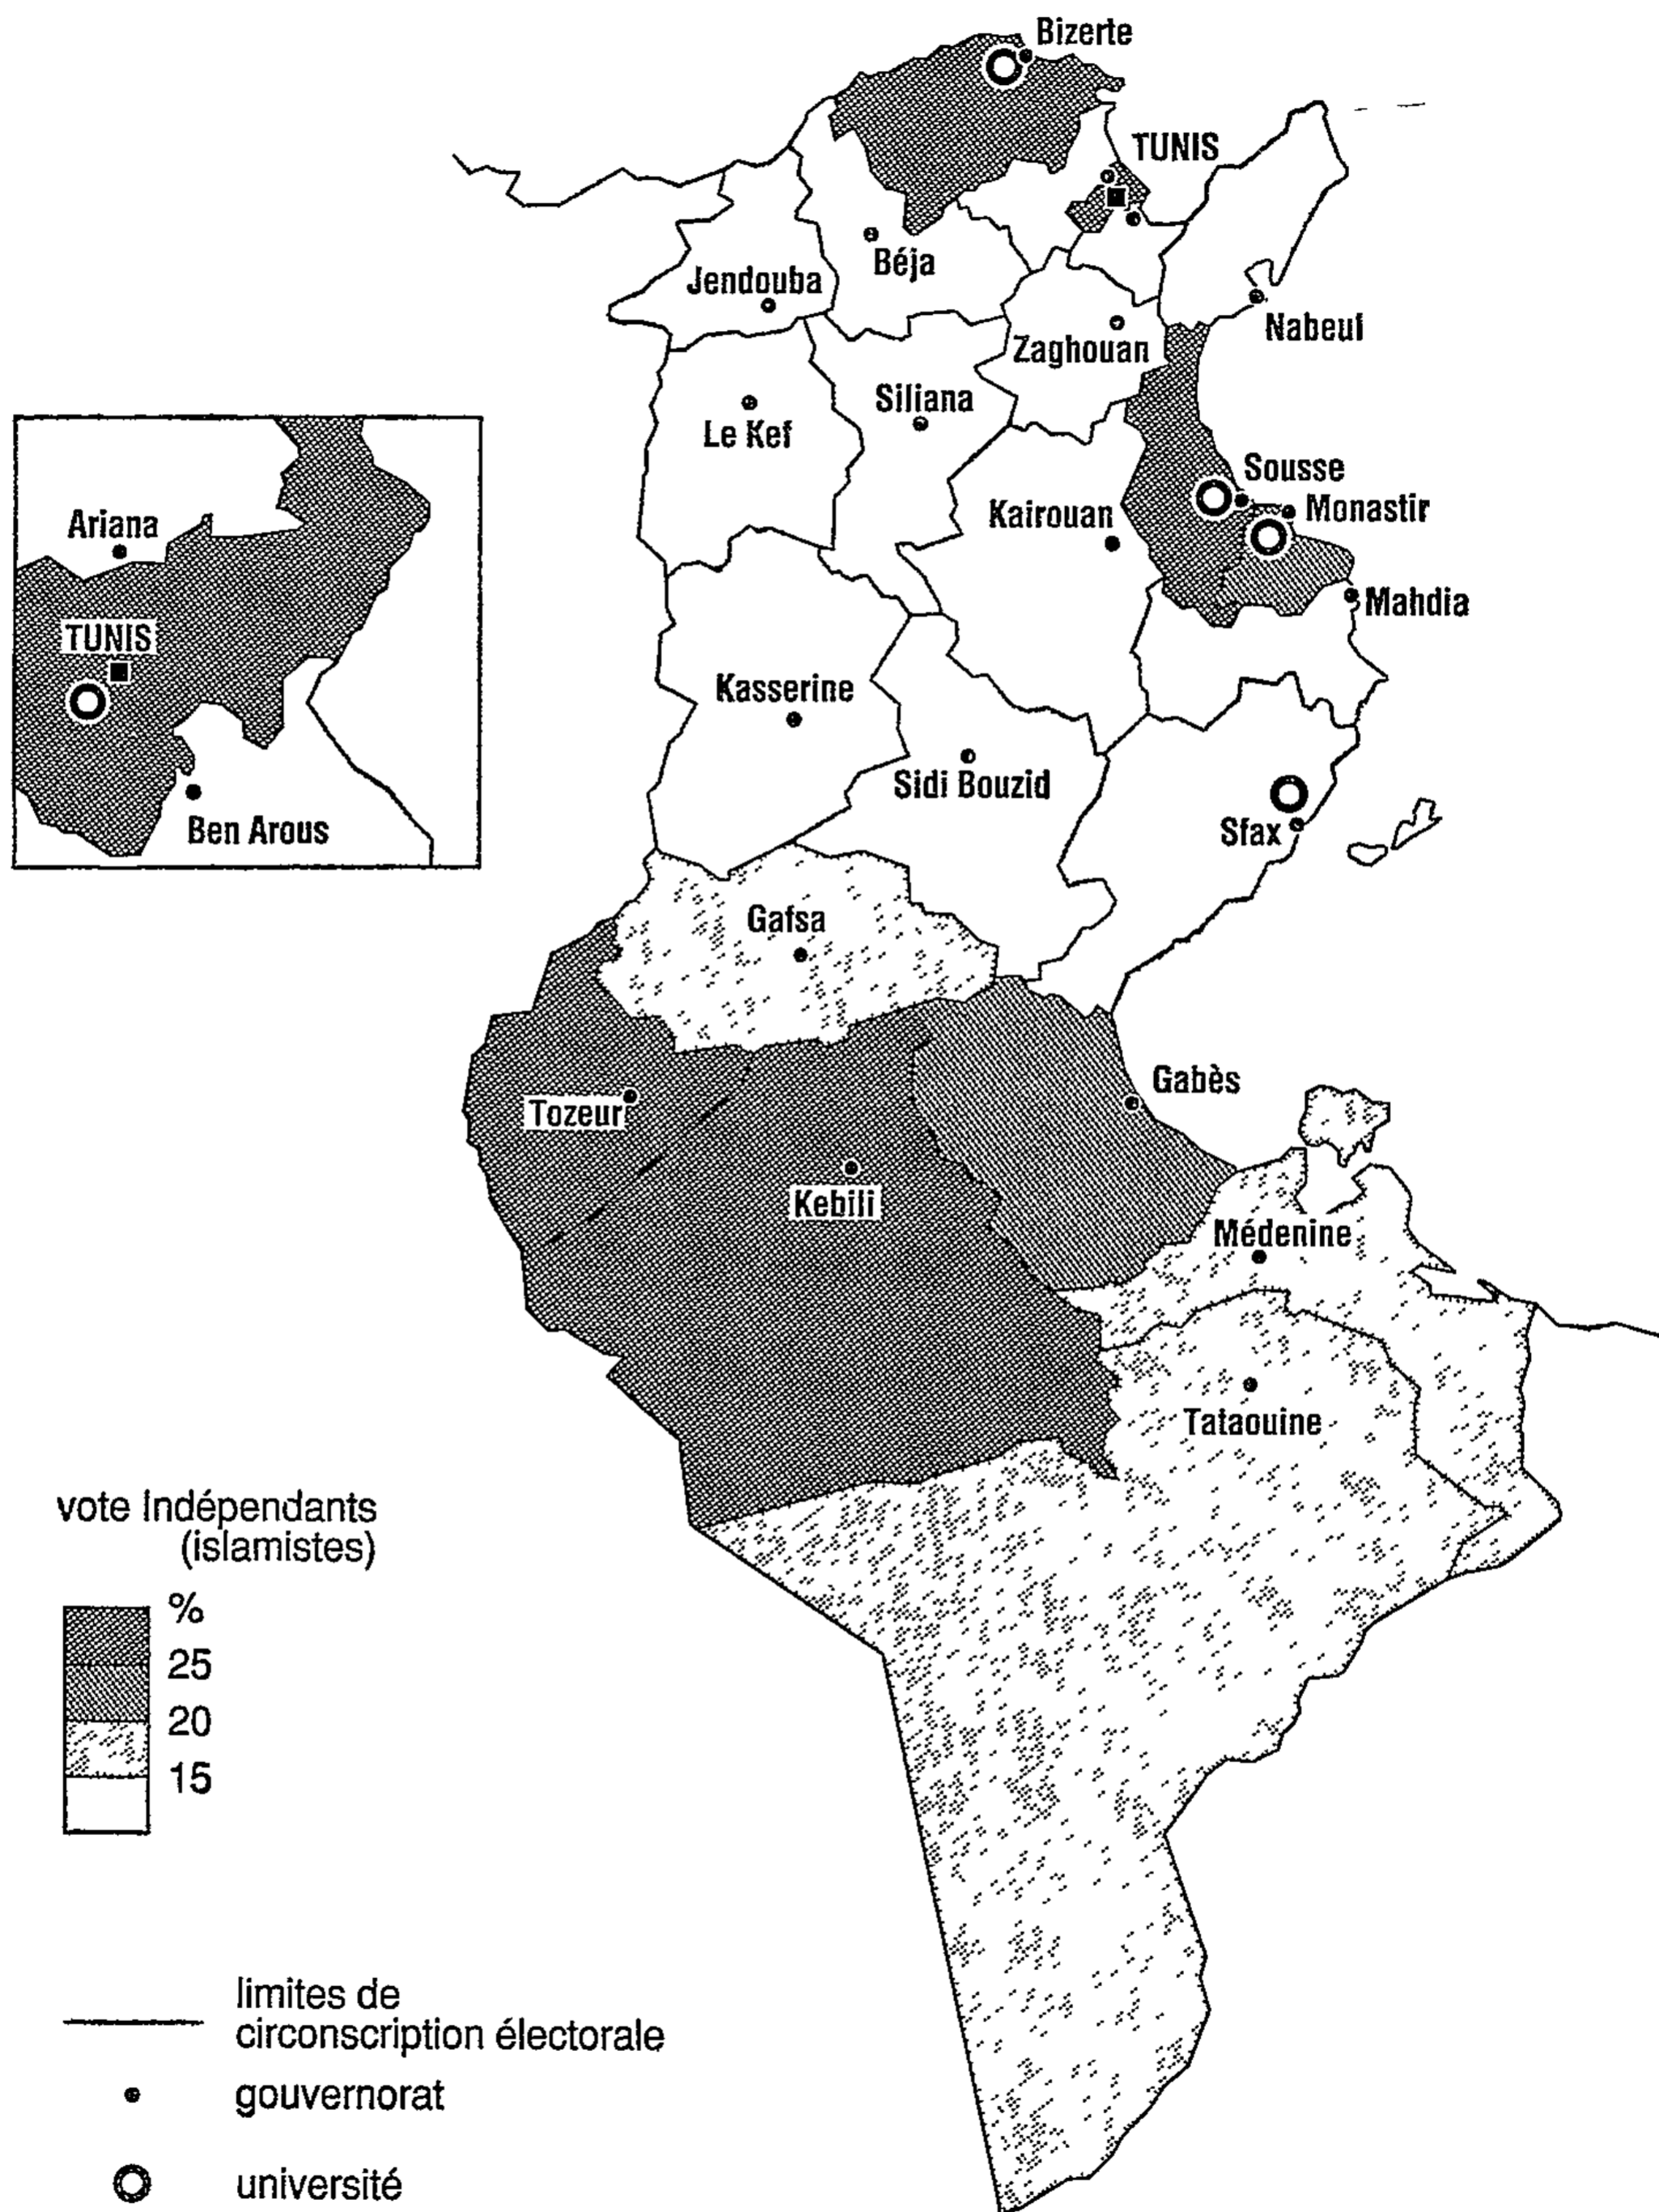 Bizerte
TUNIS
Béja
Jendouba
Nabeul
Zaghouan
Siliana
Le Kef
Sousse
Monastir
Kairouan
Mahdia
Ariana
TUNIS
Ben Arous
Kasserine
Sidi Bouzid
Sfax
Gafsa
Gabès
Tozeur
Kebili
Médenine
Tataouine
vote Indépendants
(islamistes)
%
25
20
15
limites de
circonscription électorale
gouvernorat
université